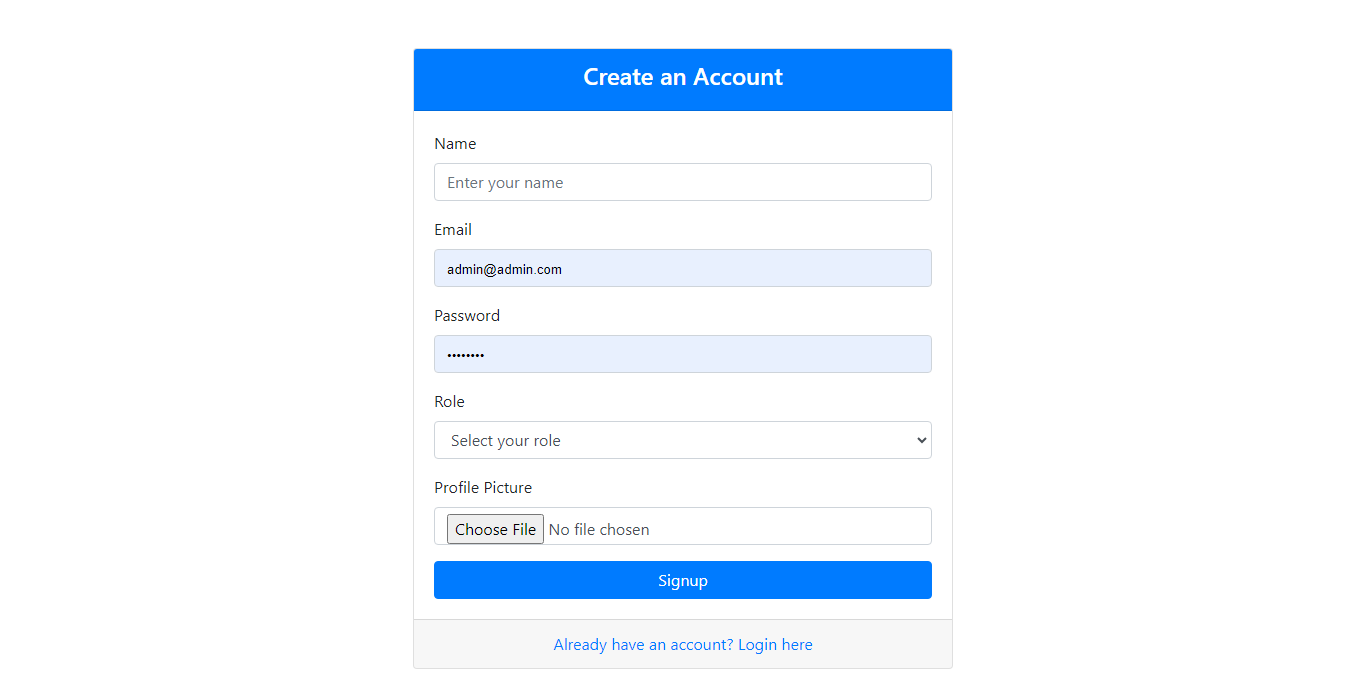 Create an Account
Name
Enter your name
Email
admin@admin.com
Password
••••••••
Role
Select your role
Profile Picture
Choose File No file chosen
Signup
Already have an account? Login here